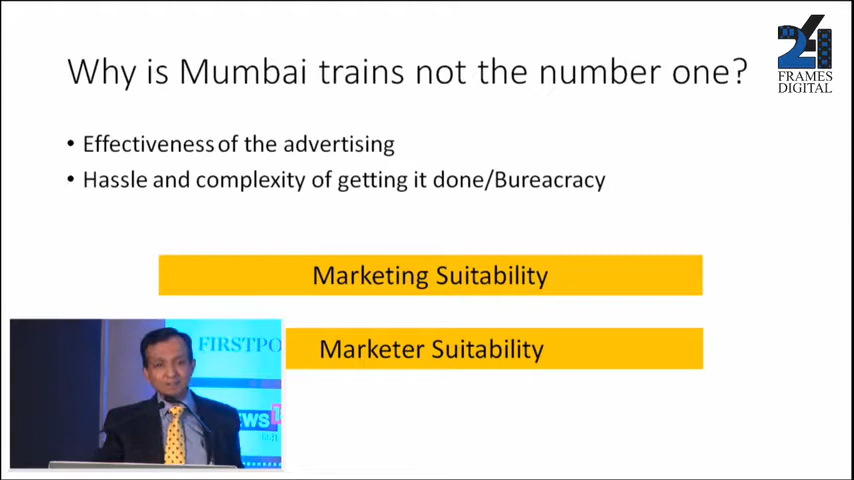 Why is Mumbai trains not the number one?
24
FRAMES
DIGITAL
• Effectiveness of the advertising
• Hassle and complexity of getting it done/Bureacracy
Marketing Suitability
Marketer Suitability
FIRSTPO
EWS